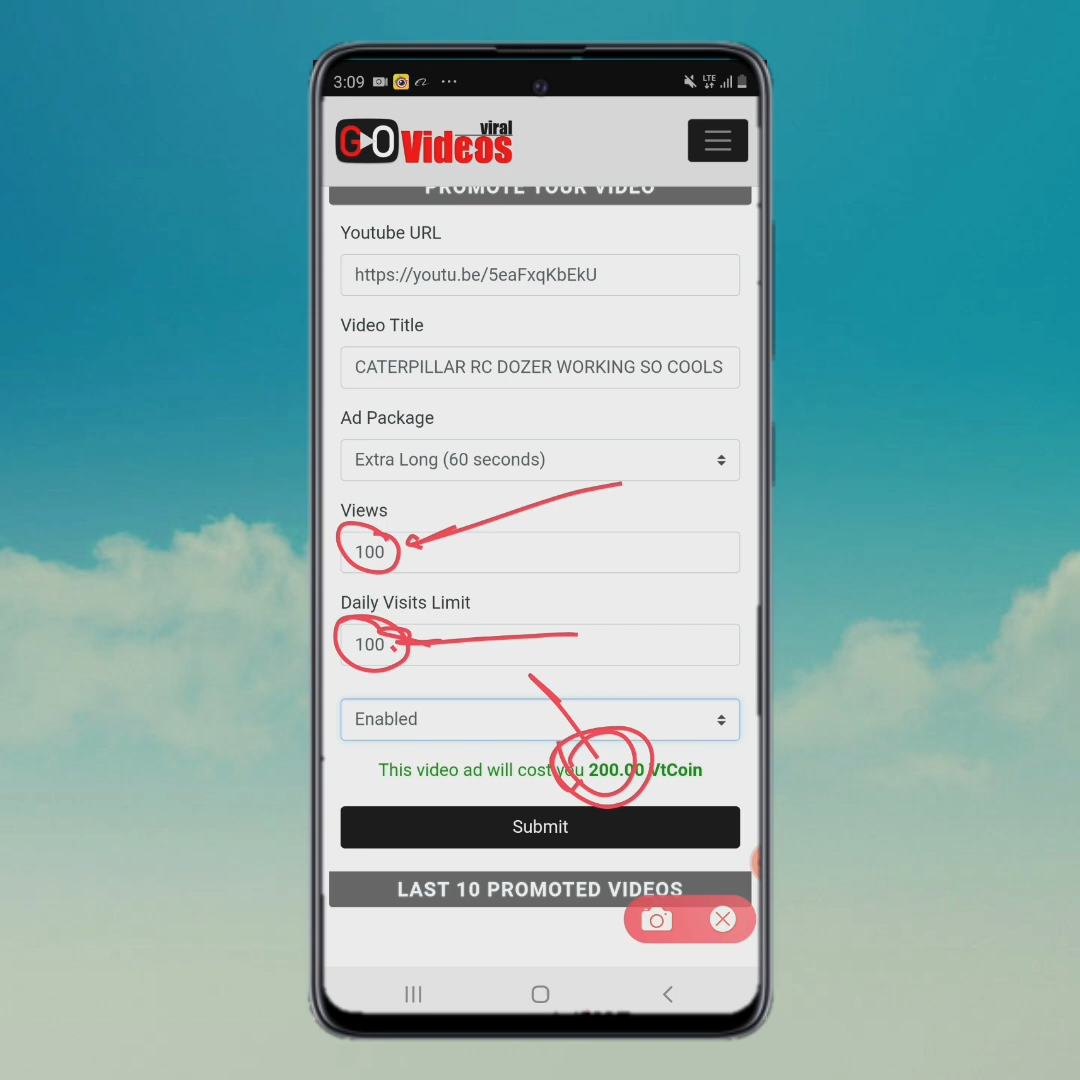 3:09
LTE
GO viral
Videos
PROMOTE YOUR VIDEO
Youtube URL
https://youtu.be/5eaFxqKbEkU
Video Title
CATERPILLAR RC DOZER WORKING SO COOLS
Ad Package
Extra Long (60 seconds)
Views
100
Daily Visits Limit
100
Enabled
This video ad will cost you 200.00 VtCoin
Submit
LAST 10 PROMOTED VIDEOS